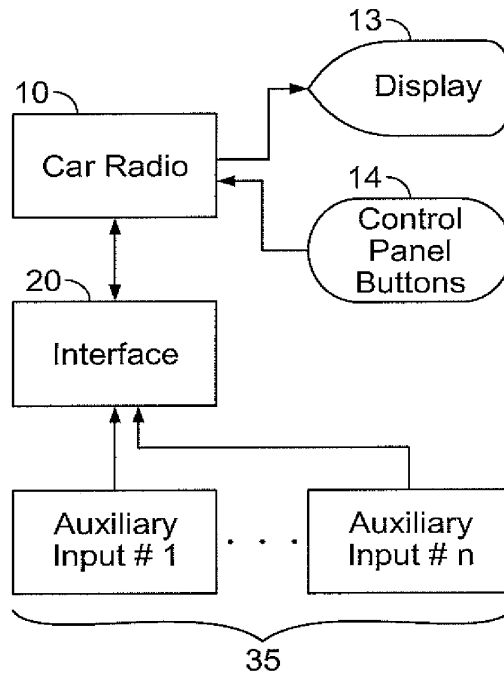 13
Display
10
Car Radio
14
Control
Panel
Buttons
20
Interface
Auxiliary
Input # 1
. . .
Auxiliary
Input # n
35